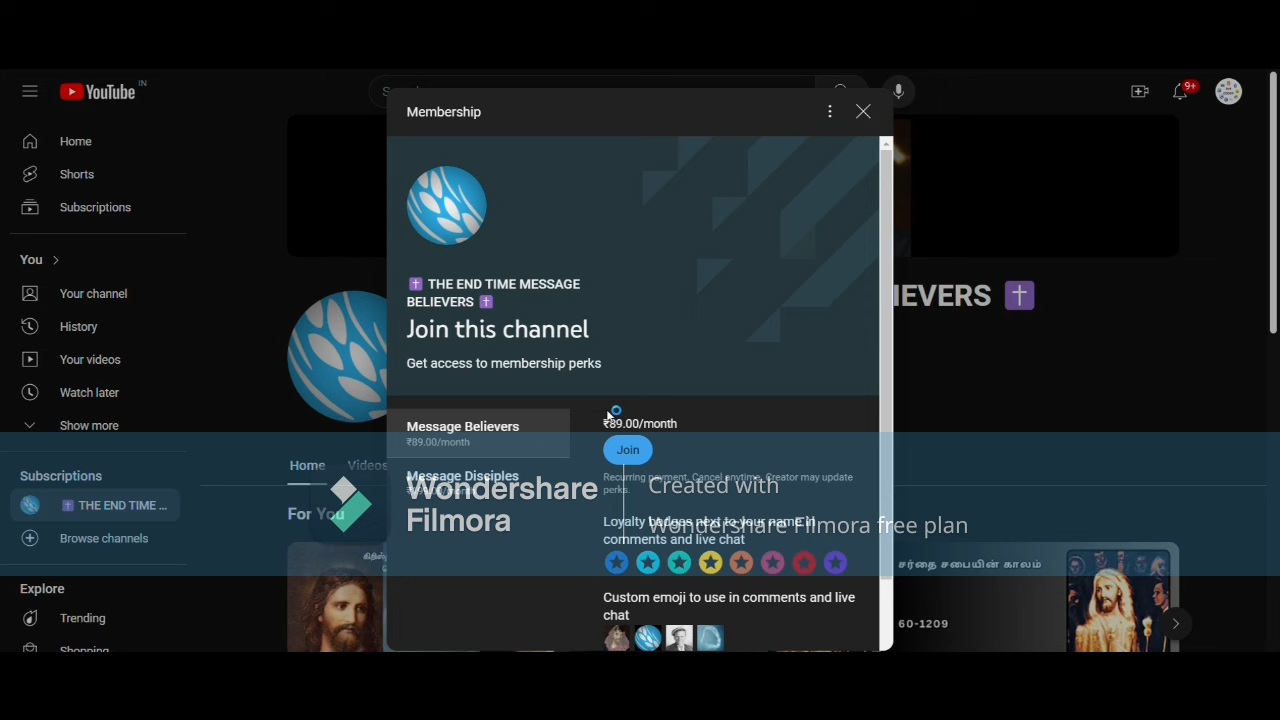 YouTube IN
Home
Shorts
Subscriptions
You
Your channel
History
Your videos
Watch later
Show more
Subscriptions
✝ THE END TIME ...
Browse channels
Explore
Trending
9+
IEVERS ✝
Home
Videos
For You
Membership
✝ THE END TIME MESSAGE
BELIEVERS ✝
Join this channel
Get access to membership perks
Message Believers
₹89.00/month
Message Disciples
₹89.00/month
Join
Recurring payment. Cancel anytime. Creator may update
perks.
Loyalty badges next to your name in
comments and live chat
Custom emoji to use in comments and live
chat
Wondershare
Filmora
Created with
Wondershare Filmora free plan
சர்தை சபையின் காலம்
60-1209